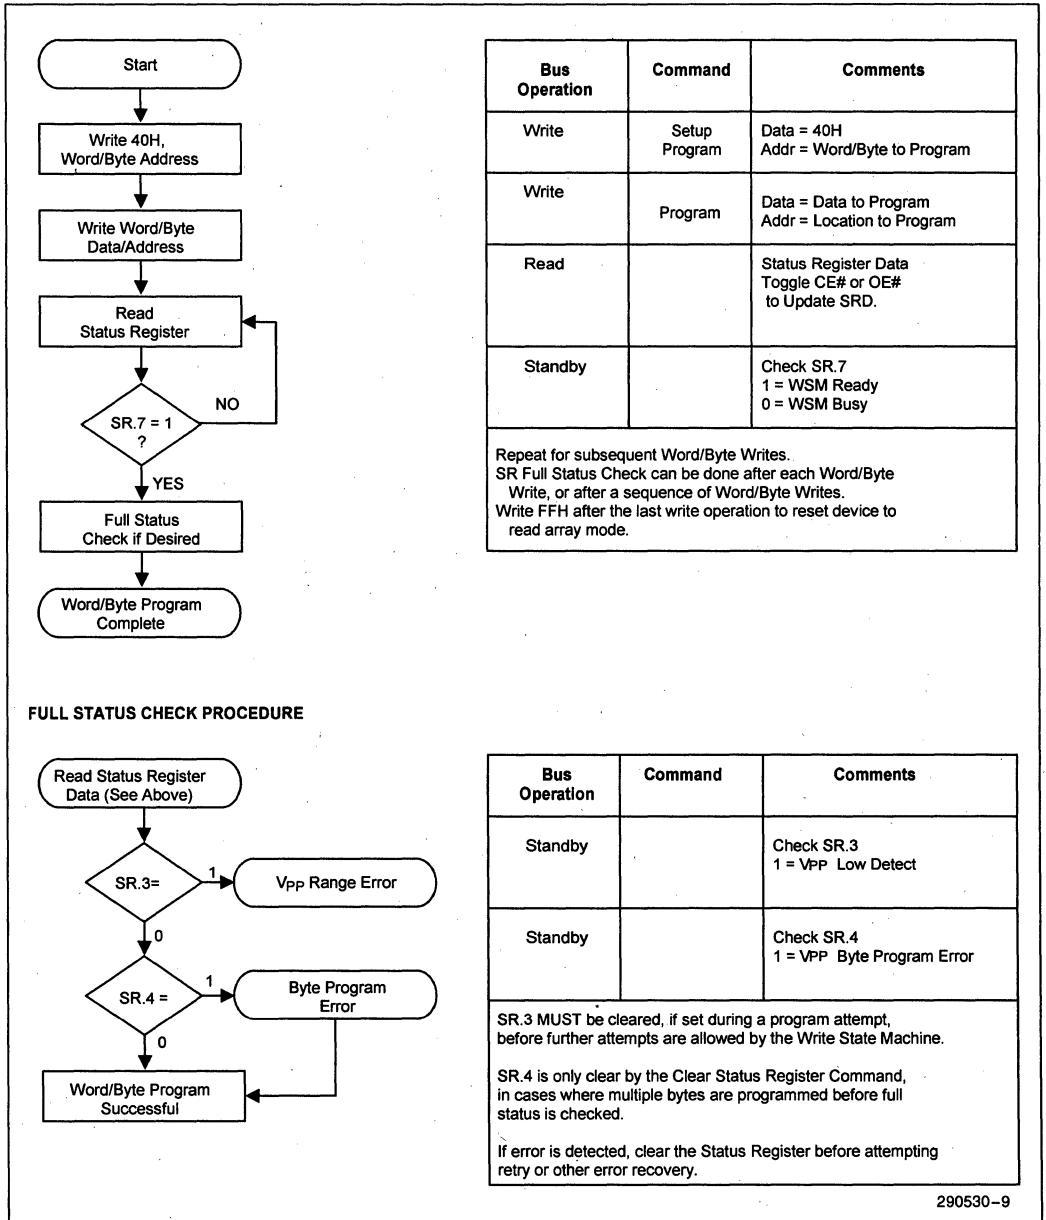 Start
Write 40H,
Word/Byte Address
Write Word/Byte
Data/Address
Read
Status Register
NO
SR.7 = 1
?
YES
Full Status
Check if Desired
Word/Byte Program
Complete
Bus
Operation
Command
Comments
Write
Setup
Program
Data = 40H
Addr = Word/Byte to Program
Write
Program
Data = Data to Program
Addr = Location to Program
Read
Status Register Data
Toggle CE# or OE#
to Update SRD.
Standby
Check SR.7
1 = WSM Ready
0 = WSM Busy
Repeat for subsequent Word/Byte Writes.
SR Full Status Check can be done after each Word/Byte
Write, or after a sequence of Word/Byte Writes.
Write FFH after the last write operation to reset device to
read array mode.
FULL STATUS CHECK PROCEDURE
Read Status Register
Data (See Above)
SR.3=
1
VPP Range Error
0
SR.4 =
1
Byte Program
Error
0
Word/Byte Program
Successful
Bus
Operation
Command
Comments
Standby
Check SR.3
1 = VPP Low Detect
Standby
Check SR.4
1 = VPP Byte Program Error
SR.3 MUST be cleared, if set during a program attempt,
before further attempts are allowed by the Write State Machine.
SR.4 is only clear by the Clear Status Register Command,
in cases where multiple bytes are programmed before full
status is checked.
If error is detected, clear the Status Register before attempting
retry or other error recovery.
290530–9